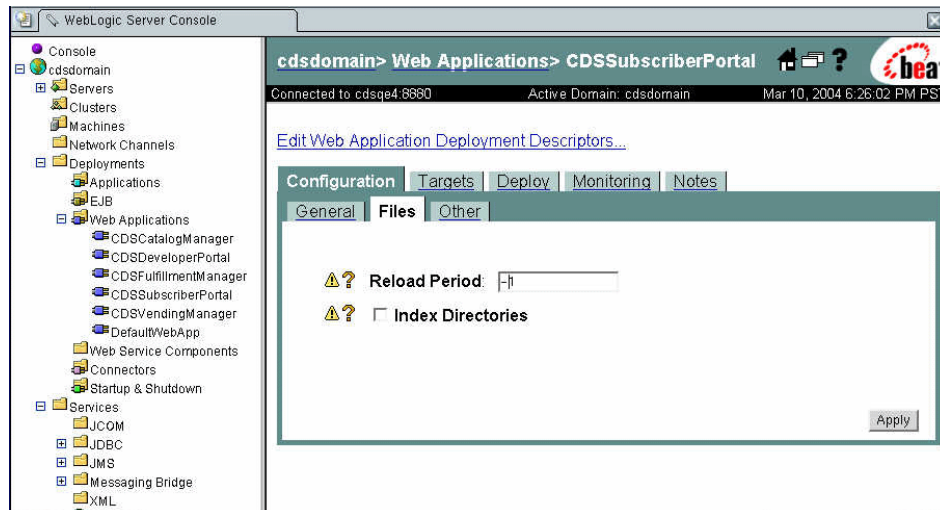 WebLogic Server Console
Console
cdsdomain
Servers
Clusters
Machines
Network Channels
Deployments
Applications
EJB
Web Applications
CDSCatalogManager
CDSDeveloperPortal
CDSFulfillmentManager
CDSSubscriberPortal
CDSVendingManager
DefaultWebApp
Web Service Components
Connectors
Startup & Shutdown
Services
JCOM
JDBC
JMS
Messaging Bridge
XML
cdsdomain> Web Applications> CDSSubscriberPortal
bea
Connected to cdsqe4:8880 Active Domain: cdsdomain Mar 10, 2004 6:26:02 PM PST
Edit Web Application Deployment Descriptors...
Configuration Targets Deploy Monitoring Notes
General Files Other
Reload Period: -1
Index Directories
Apply